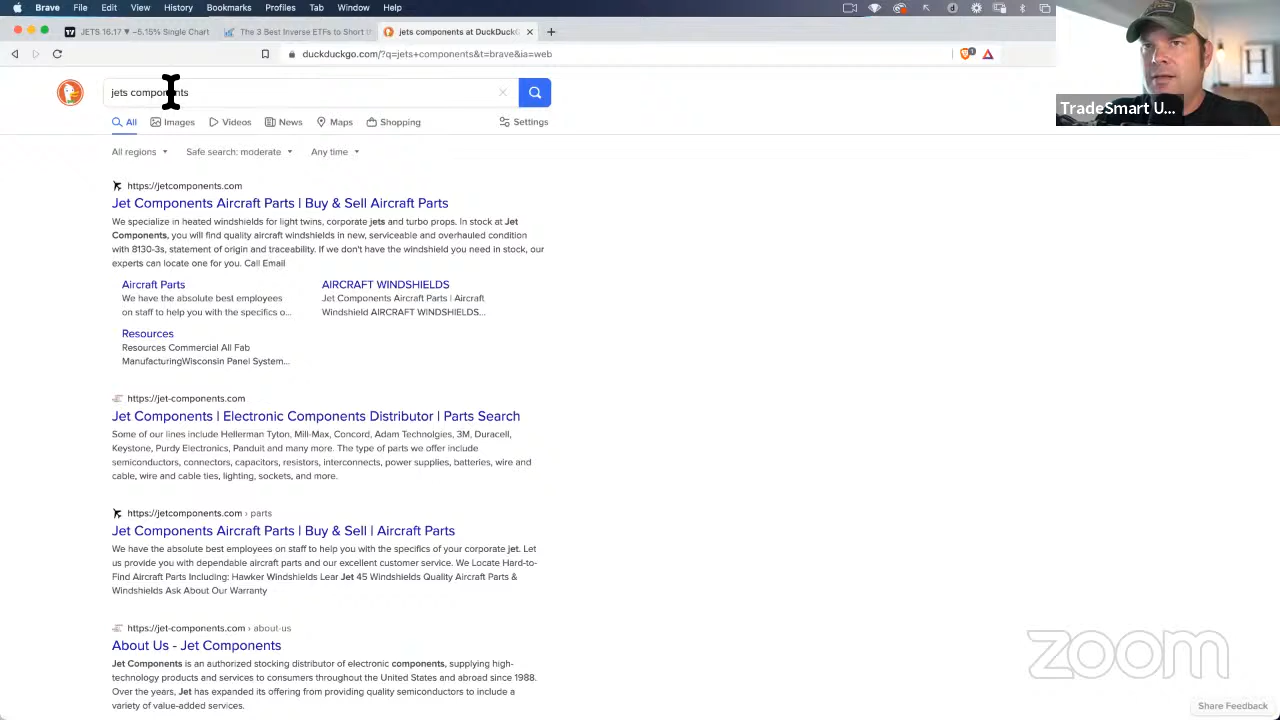 Brave File Edit View History Bookmarks Window Help
JETS 16.17 ▼ −5.15% Single Chart
The 3 Best Inverse ETFs to Short t
jets components at DuckDuckG
duckduckgo.com/?q=jets+components&t=brave&ia=web
1
TradeSmart U...
jets components
All Images Videos News Maps Shopping Settings
All regions Safe search: moderate Any time
https://jetcomponents.com
Jet Components Aircraft Parts | Buy & Sell Aircraft Parts
We specialize in heated windshields for light twins, corporate jets and turbo props. In stock at Jet
Components, you will find quality aircraft windshields in new, serviceable and overhauled condition
with 8130-3s, statement of origin and traceability. If we don't have the windshield you need in stock, our
experts can locate one for you. Call Email
Aircraft Parts
We have the absolute best employees
on staff to help you with the specifics o...
AIRCRAFT WINDSHIELDS
Jet Components Aircraft Parts | Aircraft
Windshield AIRCRAFT WINDSHIELDS...
Resources
Resources Commercial All Fab
ManufacturingWisconsin Panel System...
https://jet-components.com
Jet Components | Electronic Components Distributor | Parts Search
Some of our lines include Hellerman Tyton, Mill-Max, Concord, Adam Technolgies, 3M, Duracell,
Keystone, Purdy Electronics, Panduit and many more. The type of parts we offer include
semiconductors, connectors, capacitors, resistors, interconnects, power supplies, batteries, wire and
cable, wire and cable ties, lighting, sockets, and more.
https://jetcomponents.com › parts
Jet Components Aircraft Parts | Buy & Sell | Aircraft Parts
We have the absolute best employees on staff to help you with the specifics of your corporate jet. Let
us provide you with dependable aircraft parts and our excellent customer service. We Locate Hard-to-
Find Aircraft Parts Including: Hawker Windshields Lear Jet 45 Windshields Quality Aircraft Parts &
Windshields Ask About Our Warranty
https://jet-components.com › about-us
About Us - Jet Components
Jet Components is an authorized stocking distributor of electronic components, supplying high-
technology products and services to consumers throughout the United States and abroad since 1988.
Over the years, Jet has expanded its offering from providing quality semiconductors to include a
variety of value-added services.
zoom
Share Feedback